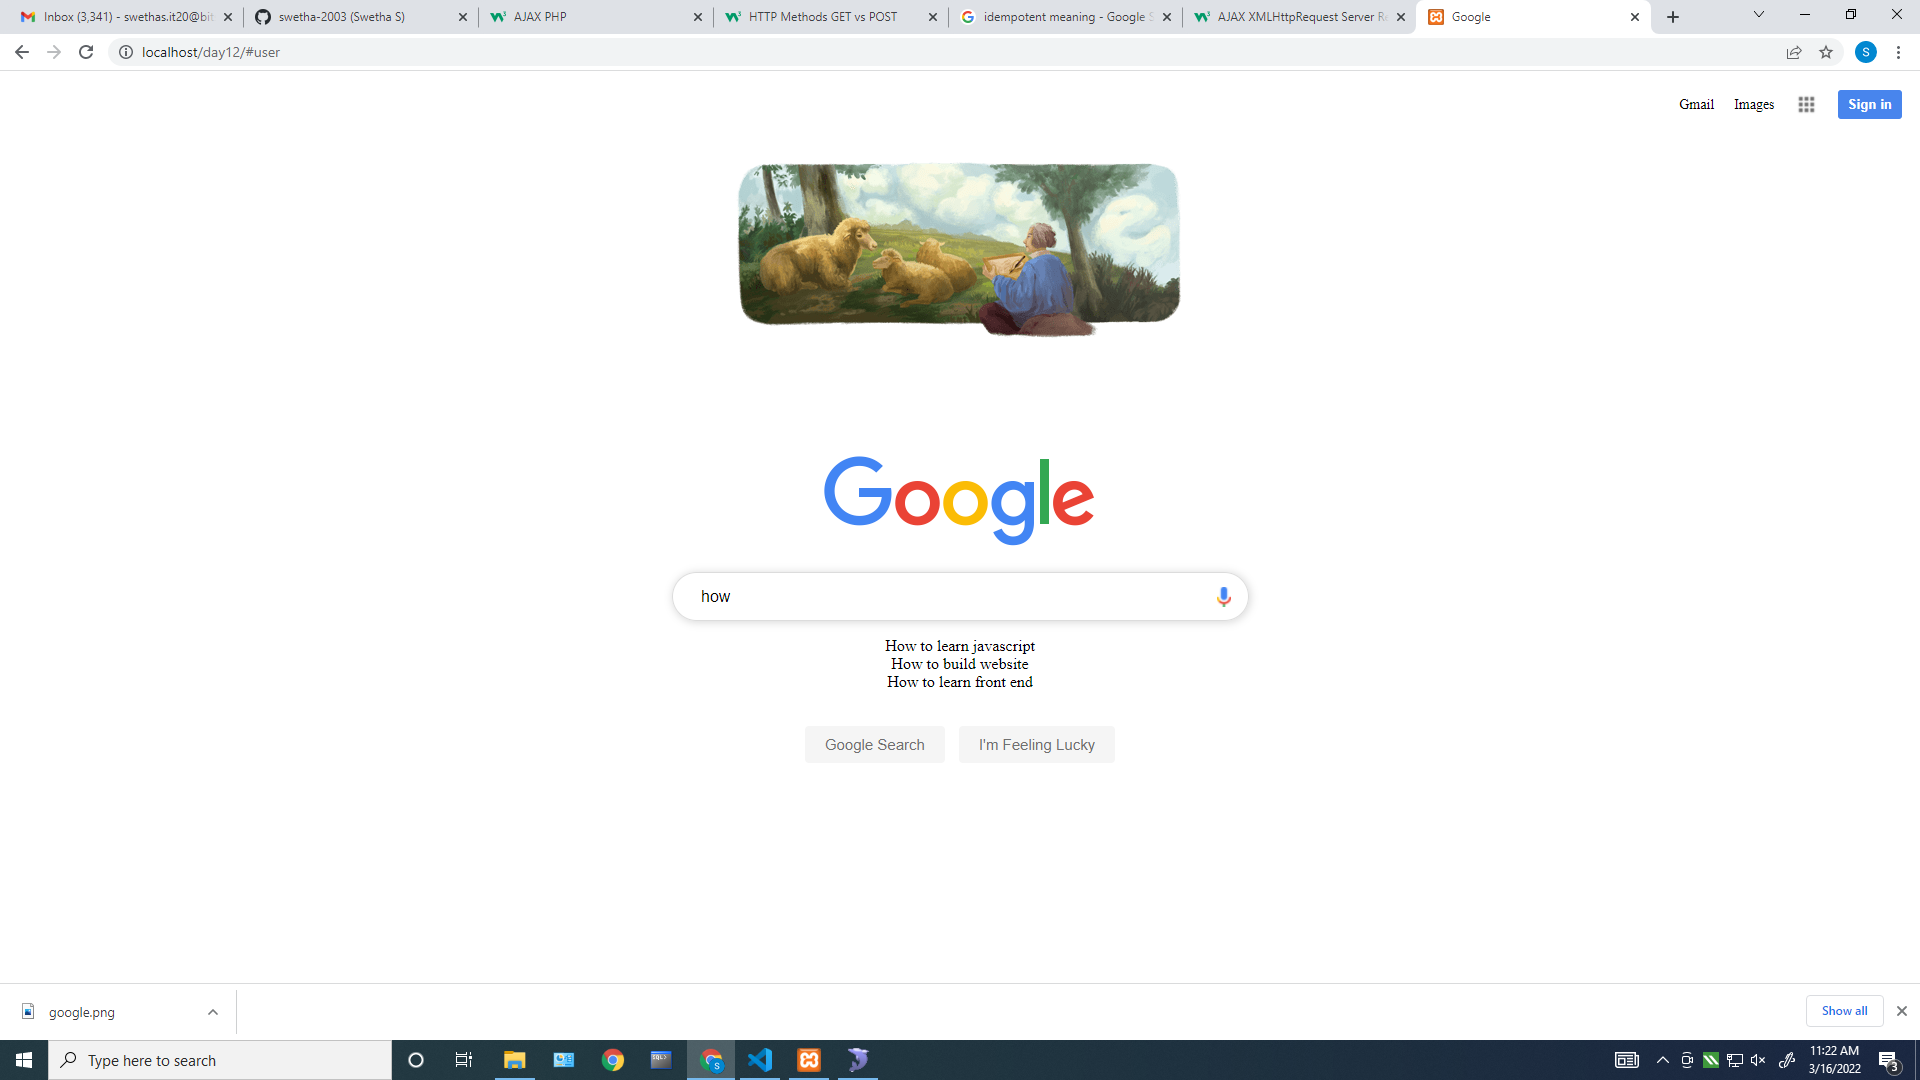 Inbox (3,341) - swethas.it20@bit
swetha-2003 (Swetha S)
AJAX PHP
HTTP Methods GET vs POST
idempotent meaning - Google S
AJAX XMLHttpRequest Server Re
Google
localhost/day12/#user
S
Gmail
Images
Sign in
Google
how
How to learn javascript
How to build website
How to learn front end
Google Search
I'm Feeling Lucky
google.png
Show all
Type here to search
SQL>
S
11:22 AM
3/16/2022
3